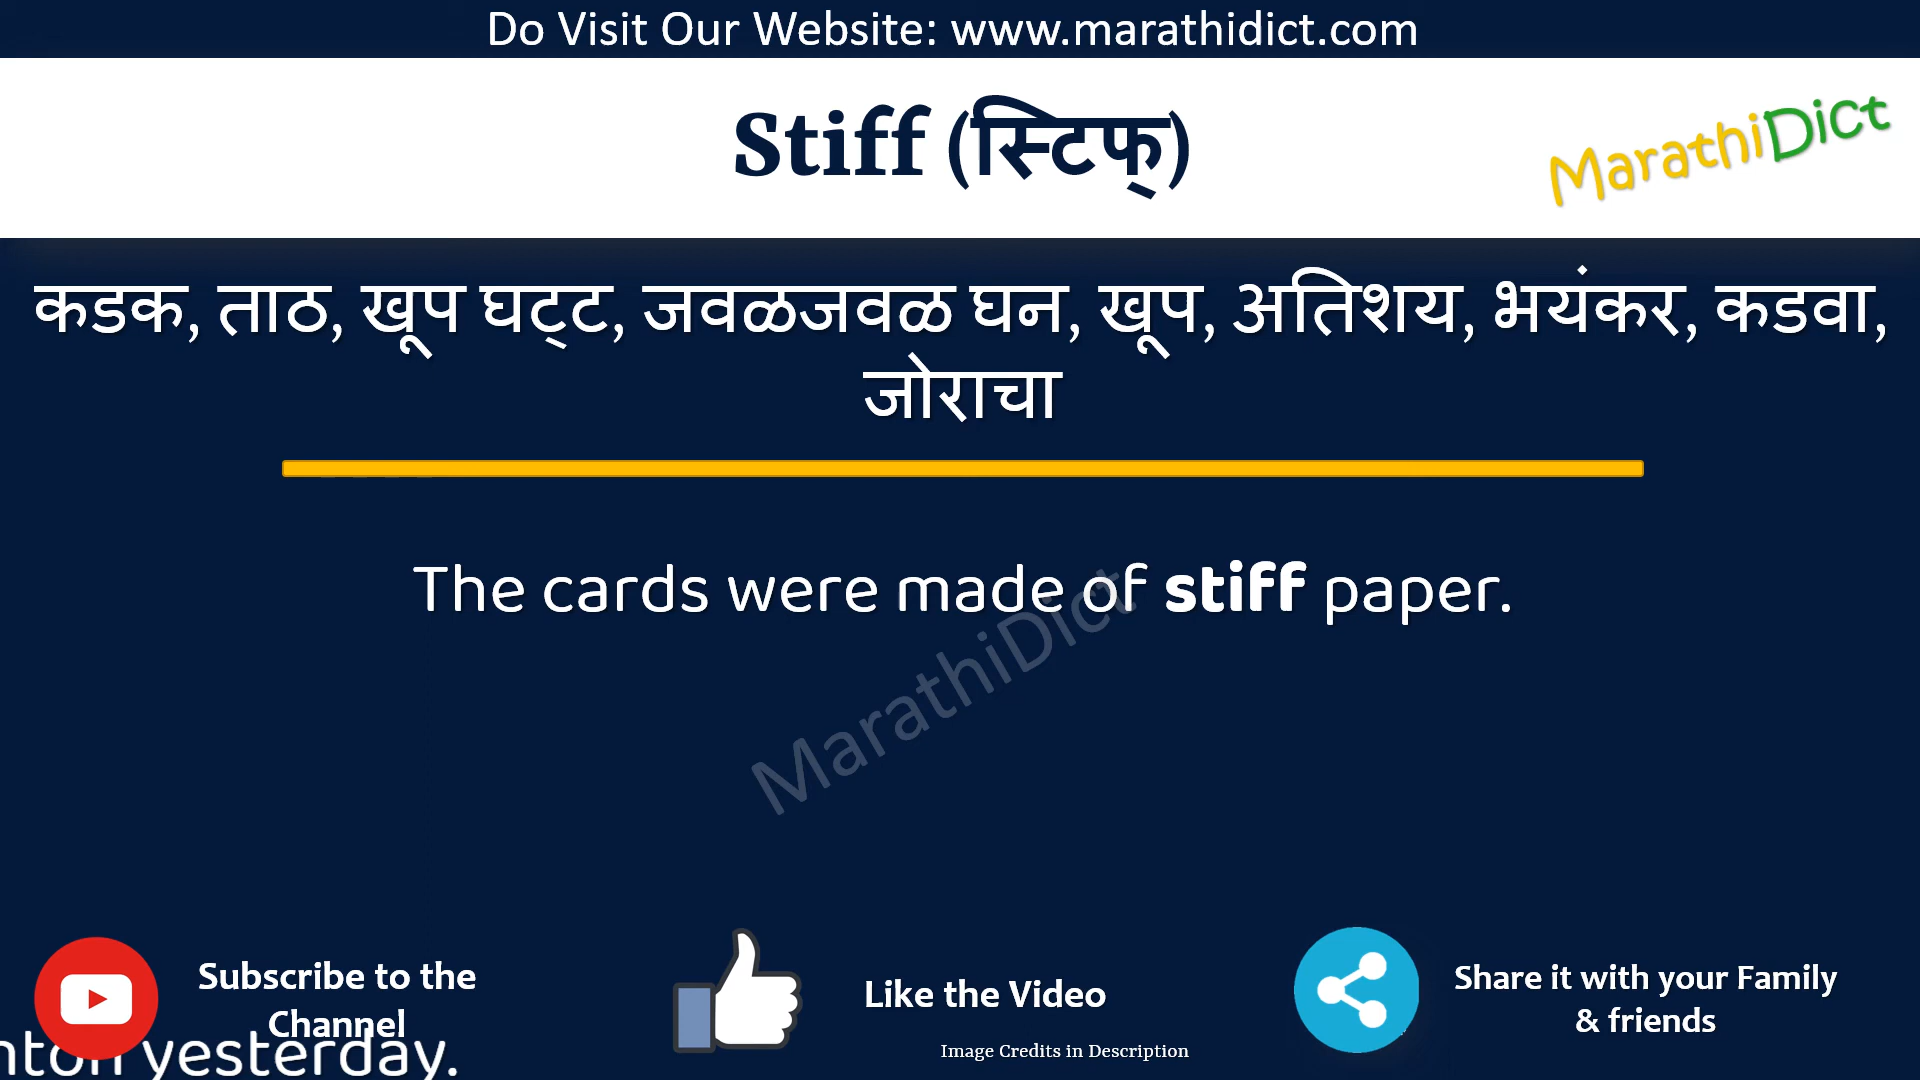 Do Visit Our Website: www.marathidict.com
Stiff (स्टिफ्)
MarathiDict
कडक, ताठ, खूप घट्ट, जवळजवळ घन, खूप, अतिशय, भयंकर, कडवा,
जोराचा
The cards were made of stiff paper.
MarathiDict
Subscribe to the
Channel
Like the Video
Share it with your Family
& friends
yesterday.
Image Credits in Description